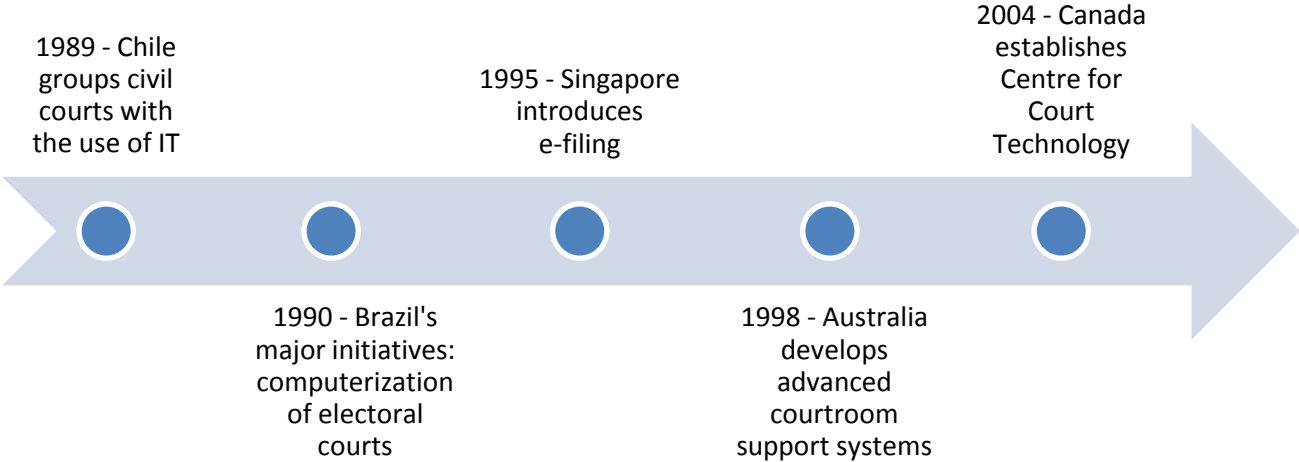 1989 - Chile
groups civil
courts with
the use of IT
1990 - Brazil's
major initiatives:
computerization
of electoral
courts
1995 - Singapore
introduces
e-filing
1998 - Australia
develops
advanced
courtroom
support systems
2004 - Canada
establishes
Centre for
Court
Technology